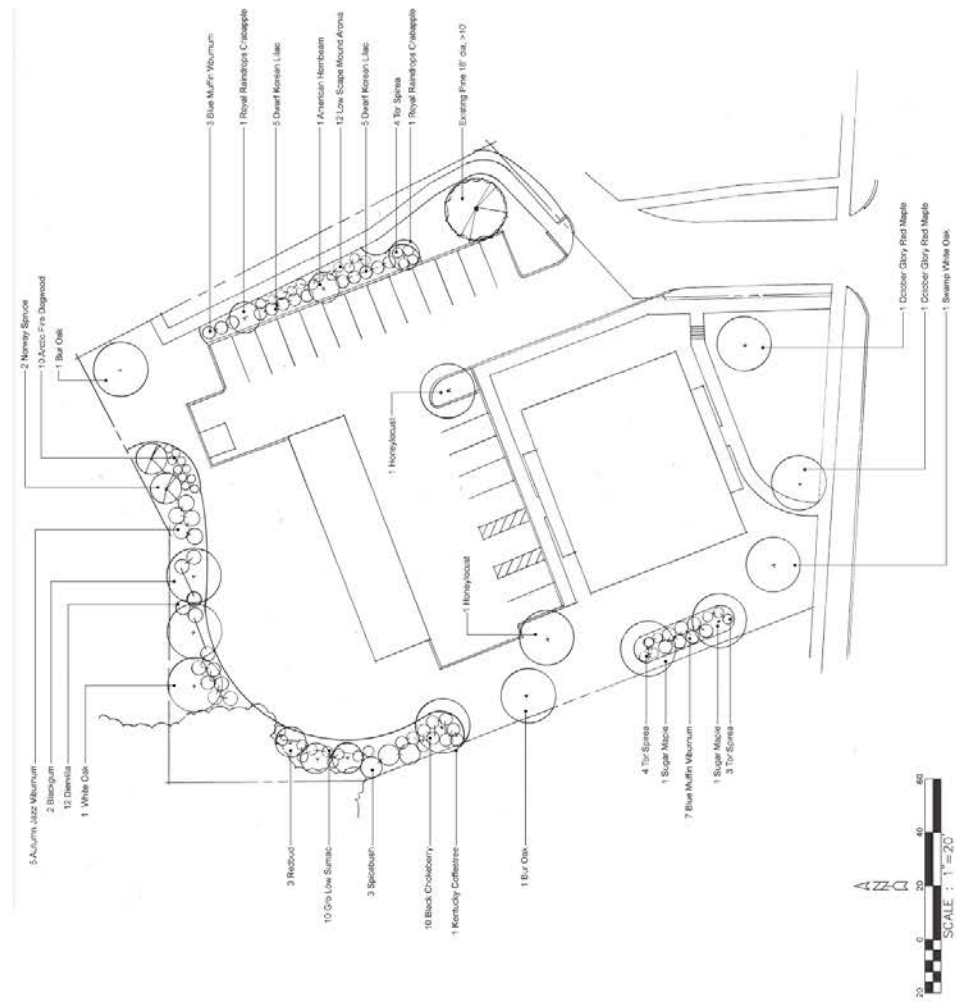 3 Blue Muffin Viburnum
1 Royal Raindrops Crabapple
5 Dwarf Korean Lilac
1 American Hornbeam
12 Low Scape Mound Aronia
5 Dwarf Korean Lilac
4 Tor Spirea
1 Royal Raindrops Crabapple
Existing Pine 18" dia, >10'
2 Norway Spruce
10 Arctic Fire Dogwood
1 Bur Oak
1 October Glory Red Maple
1 October Glory Red Maple
1 Swamp White Oak
1 Honeylocust
1 Honeylocust
5 Autumn Jazz Viburnum
2 Blackgum
12 Diervilla
1 White Oak
3 Redbud
10 Gro Low Sumac
3 Spicebush
10 Black Chokeberry
1 Kentucky Coffeetree
1 Bur Oak
4 Tor Spirea
1 Sugar Maple
7 Blue Muffin Viburnum
1 Sugar Maple
3 Tor Spirea
20 0 20 40 60
SCALE : 1"=20'